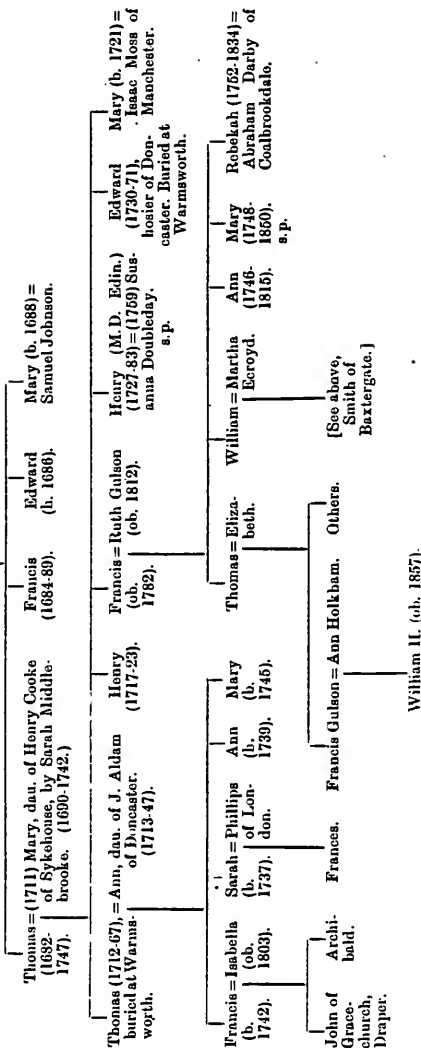 Thomas=(1711) Mary, dau. of Henry Cooke
(1682- of Sykehouse, by Sarah Middle-
1747). brooke. (1690-1742.)
Francis
(1684-89).
Edward
(b. 1686).
Mary (b. 1688)=
Samuel Johnson.
Thomas (1712-67), = Ann, dau. of J. Aldam
buried at Warms- of Doncaster.
worth. (1713-47).
Henry
(1717-23).
Francis=Ruth Gulson
(ob. (ob. 1812).
1782).
Henry (M.D. Edin.)
(1727-83)=(1759) Sus-
anna Doubleday.
s.p.
Edward
(1730-71),
hosier of Don-
caster. Buried at
Warmsworth.
Mary (b. 1721)=
Isaac Moss of
Manchester.
Francis=Isabella
(b. (ob.
1742). 1803).
Sarah=Phillips
(b. of Lon-
1737). don.
Ann
(b.
1739).
Mary
(b.
1745).
Thomas=Eliza-
beth.
William=Martha
Ecroyd.
Ann
(1746-
1815).
Mary
(1748-
1850).
s.p.
Robekah (1752-1834)=
Abraham Darby of
Coalbrookdale.
John of
Grace-
church,
Draper.
Archi-
bald.
Frances.
Francis Gulson=Ann Holkham.
Others.
[See above,
Smith of
Baxtergate.]
William H. (ob. 1857).